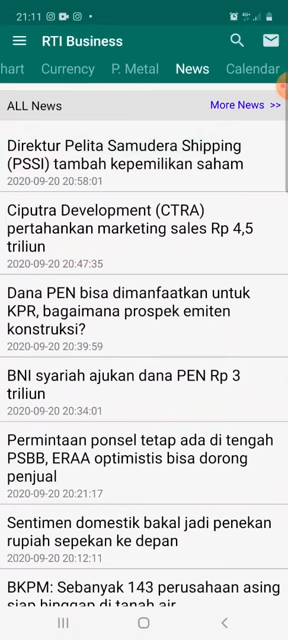 21:11
RTI Business
hart Currency P. Metal News Calendar
ALL News More News >>
Direktur Pelita Samudera Shipping
(PSSI) tambah kepemilikan saham
2020-09-20 20:58:01
Ciputra Development (CTRA)
pertahankan marketing sales Rp 4,5
triliun
2020-09-20 20:47:35
Dana PEN bisa dimanfaatkan untuk
KPR, bagaimana prospek emiten
konstruksi?
2020-09-20 20:39:59
BNI syariah ajukan dana PEN Rp 3
triliun
2020-09-20 20:34:01
Permintaan ponsel tetap ada di tengah
PSBB, ERAA optimistis bisa dorong
penjual
2020-09-20 20:21:17
Sentimen domestik bakal jadi penekan
rupiah sepekan ke depan
2020-09-20 20:12:11
BKPM: Sebanyak 143 perusahaan asing
siap hinggap di tanah air